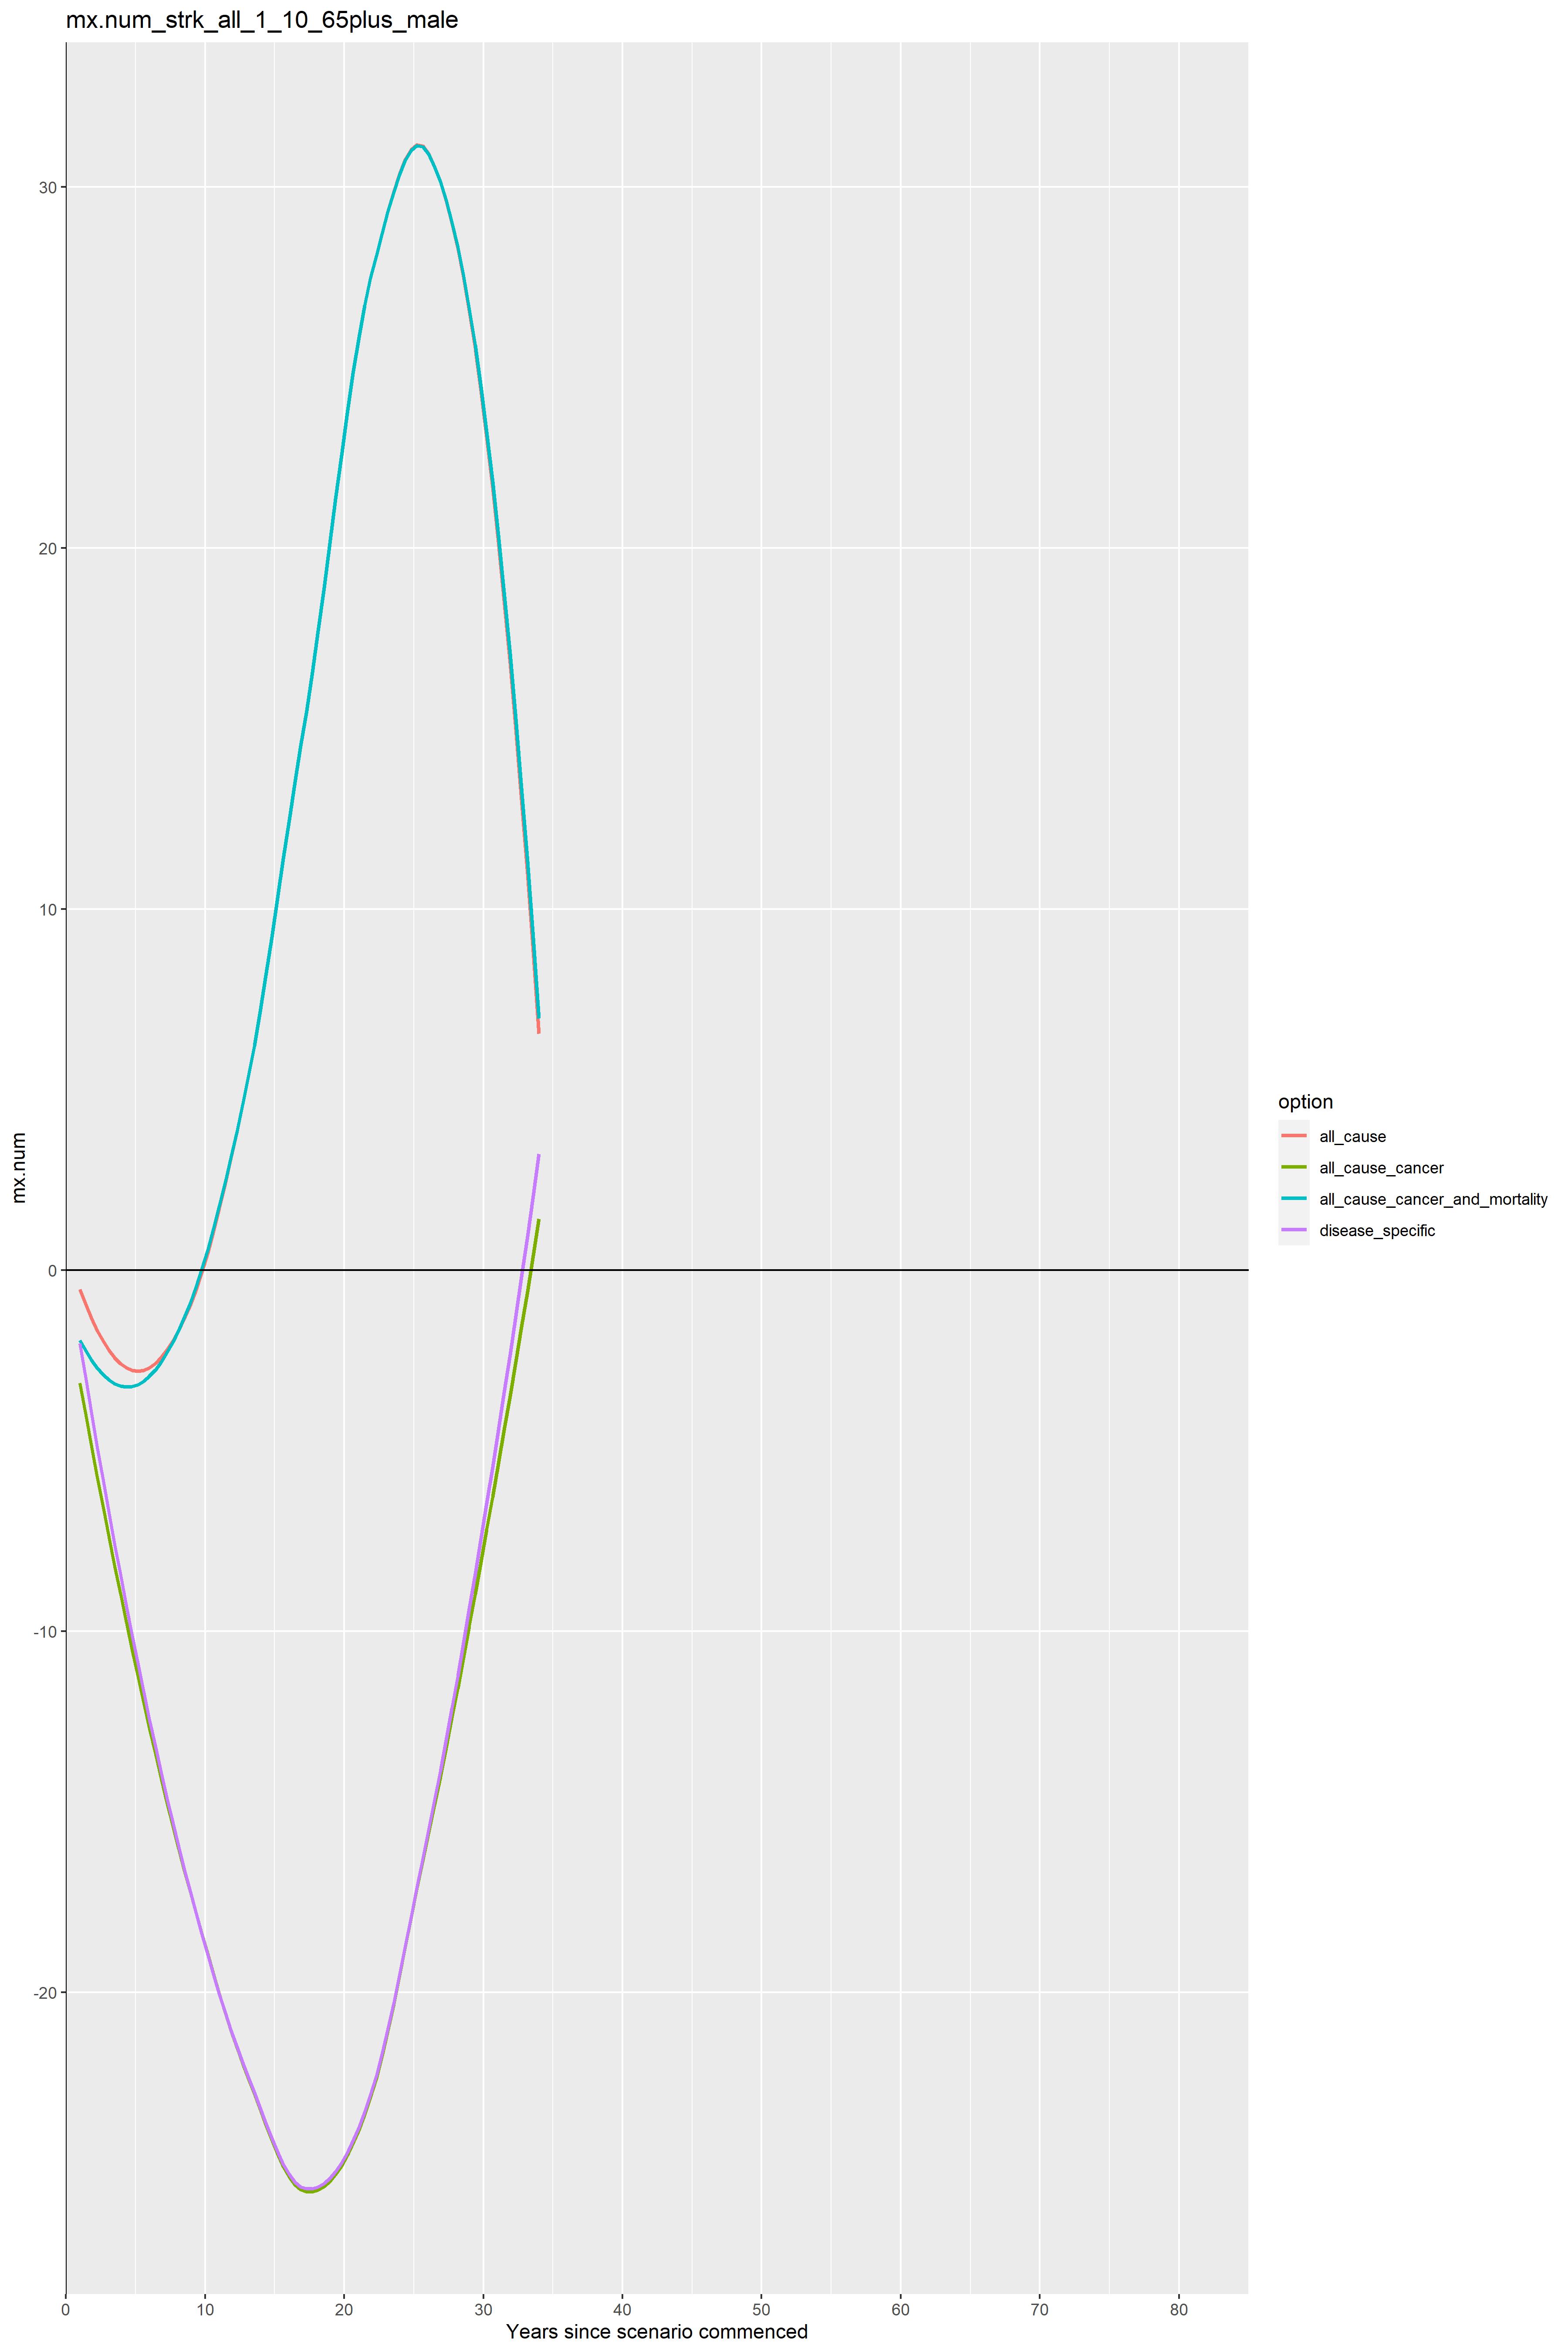 mx.num_strk_all_1_10_65plus_male
mx.num
30
20
10
0
-10
-20
0 10 20 30 40 50 60 70 80
Years since scenario commenced
option
all_cause
all_cause_cancer
all_cause_cancer_and_mortality
disease_specific